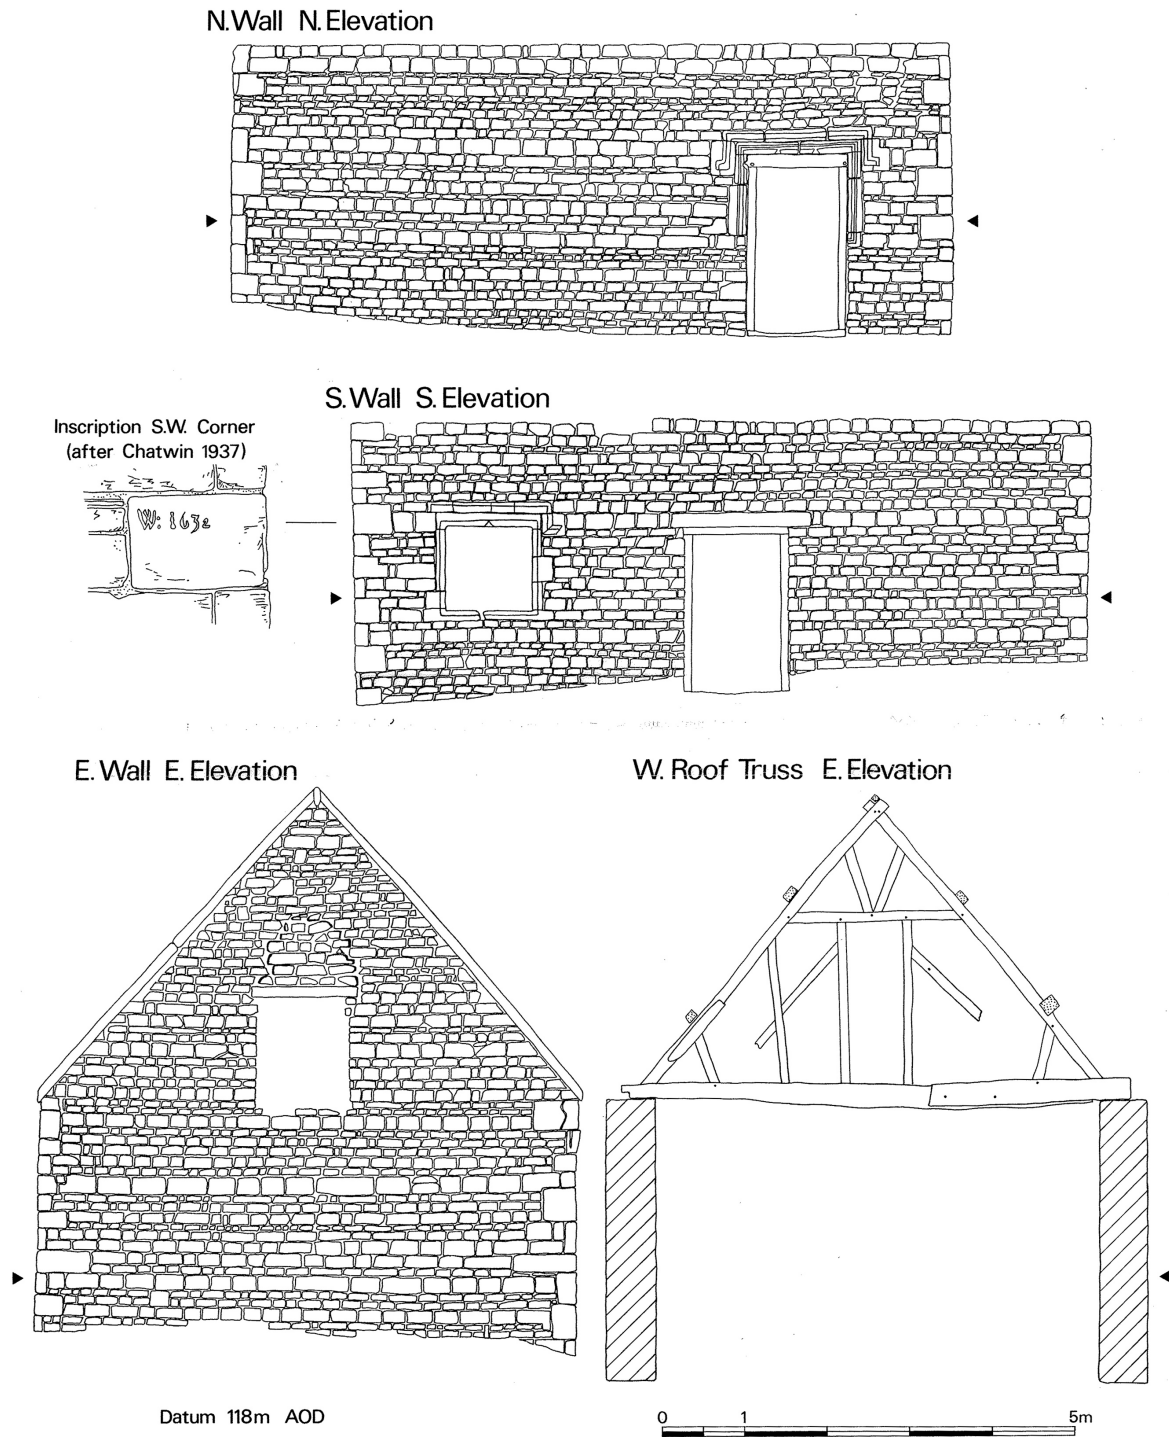 N.Wall N.Elevation
S.Wall S.Elevation
Inscription S.W. Corner
(after Chatwin 1937)
W: 1632
E.Wall E.Elevation
W.Roof Truss E.Elevation
Datum 118m AOD
0 1 5m